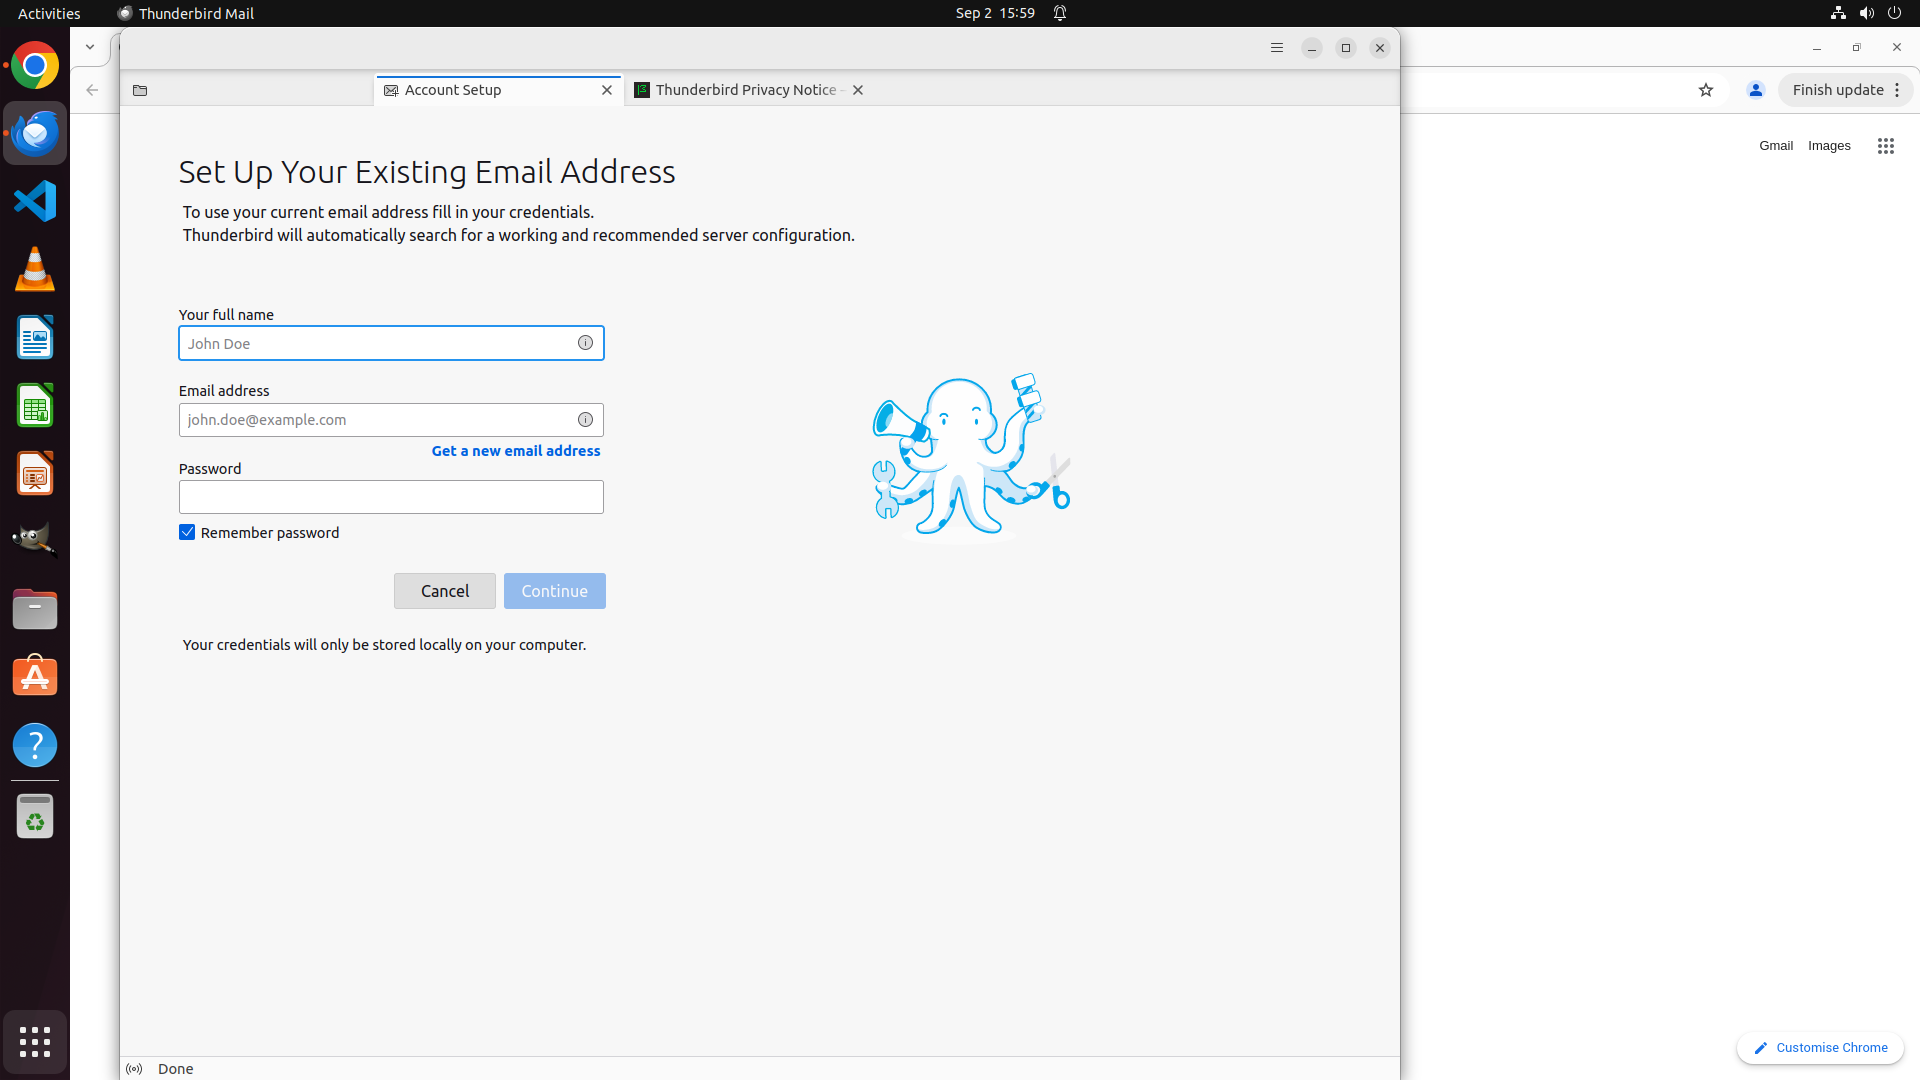 Activities
Thunderbird Mail
Sep 2 15:59
Account Setup
Thunderbird Privacy Notice
Finish update
Gmail
Images
Set Up Your Existing Email Address
To use your current email address fill in your credentials.
Thunderbird will automatically search for a working and recommended server configuration.
Your full name
John Doe
Email address
john.doe@example.com
Get a new email address
Password
Remember password
Cancel
Continue
Your credentials will only be stored locally on your computer.
Customise Chrome
Done